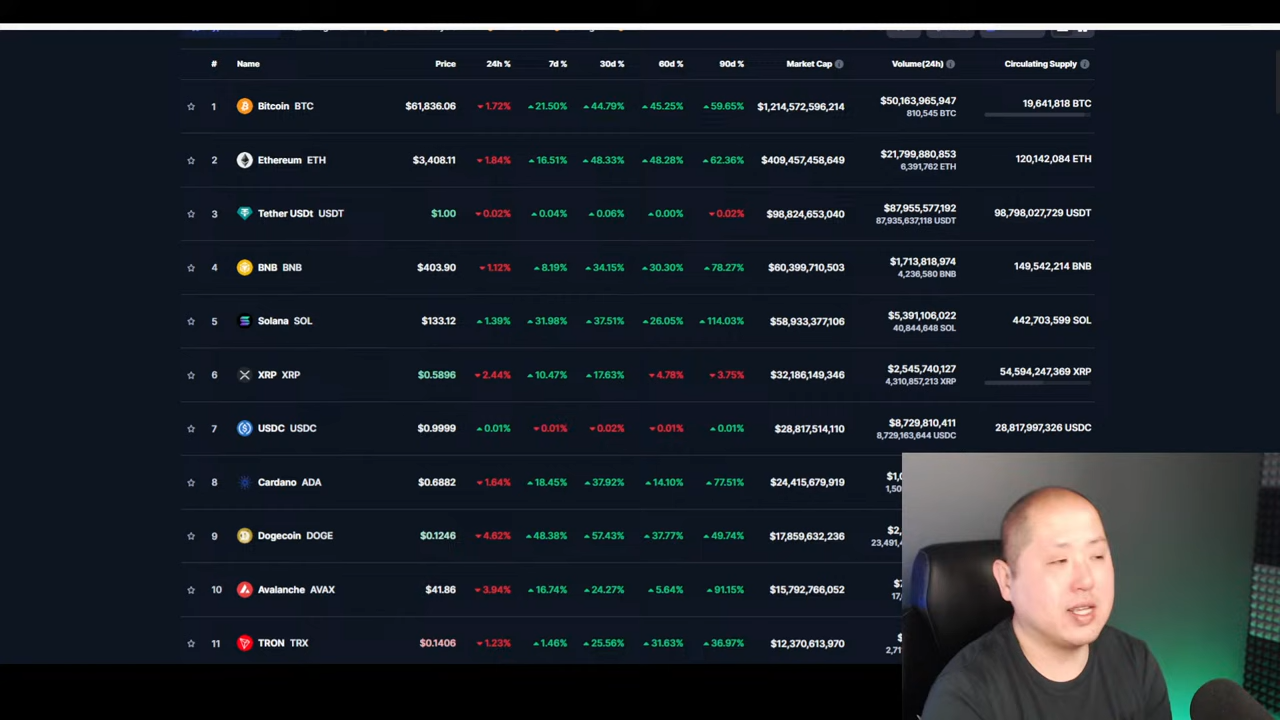 # Name Price 24h % 7d % 30d % 60d % 90d % Market Cap Volume(24h) Circulating Supply
1 Bitcoin BTC $61,836.06 1.72% 21.50% 44.79% 45.25% 59.65% $1,214,572,596,214 $50,163,965,947 19,641,818 BTC
810,545 BTC
2 Ethereum ETH $3,408.11 1.84% 16.51% 48.33% 48.28% 62.36% $409,457,458,649 $21,799,880,853 120,142,084 ETH
6,391,762 ETH
3 Tether USDt USDT $1.00 0.02% 0.04% 0.06% 0.00% 0.02% $98,824,653,040 $87,955,577,192 98,798,027,729 USDT
87,935,637,118 USDT
4 BNB BNB $403.90 1.12% 8.19% 34.15% 30.30% 78.27% $60,399,710,503 $1,713,818,974 149,542,214 BNB
4,236,580 BNB
5 Solana SOL $133.12 1.39% 31.98% 37.51% 26.05% 114.03% $58,933,377,106 $5,391,106,022 442,703,599 SOL
40,844,648 SOL
6 XRP XRP $0.5896 2.44% 10.47% 17.63% 4.78% 3.75% $32,186,149,346 $2,545,740,127 54,594,247,369 XRP
4,310,857,213 XRP
7 USDC USDC $0.9999 0.01% 0.01% 0.02% 0.01% 0.01% $28,817,514,110 $8,729,810,411 28,817,997,326 USDC
8,729,163,644 USDC
8 Cardano ADA $0.6882 1.64% 18.45% 37.92% 14.10% 77.51% $24,415,679,919
9 Dogecoin DOGE $0.1246 4.62% 48.38% 57.43% 37.77% 49.74% $17,859,632,236
10 Avalanche AVAX $41.86 3.94% 16.74% 24.27% 5.64% 91.15% $15,792,766,052
11 TRON TRX $0.1406 1.23% 1.46% 25.56% 31.63% 36.97% $12,370,613,970